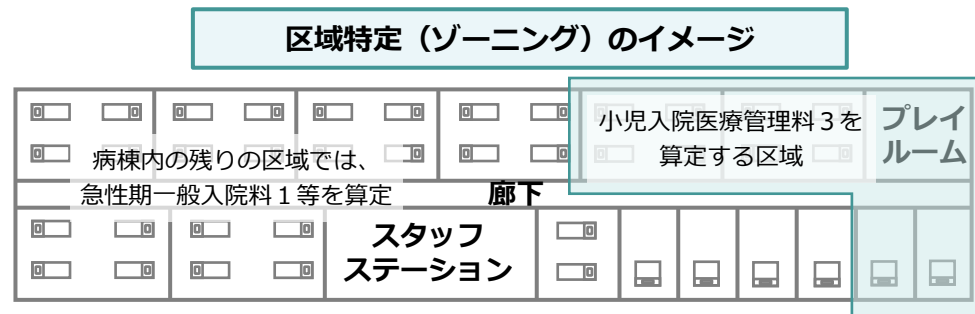 区域特定（ゾーニング）のイメージ
小児入院医療管理料３を
算定する区域
プレイ
ルーム
病棟内の残りの区域では、
急性期一般入院料１等を算定
廊下
スタッフ
ステーション